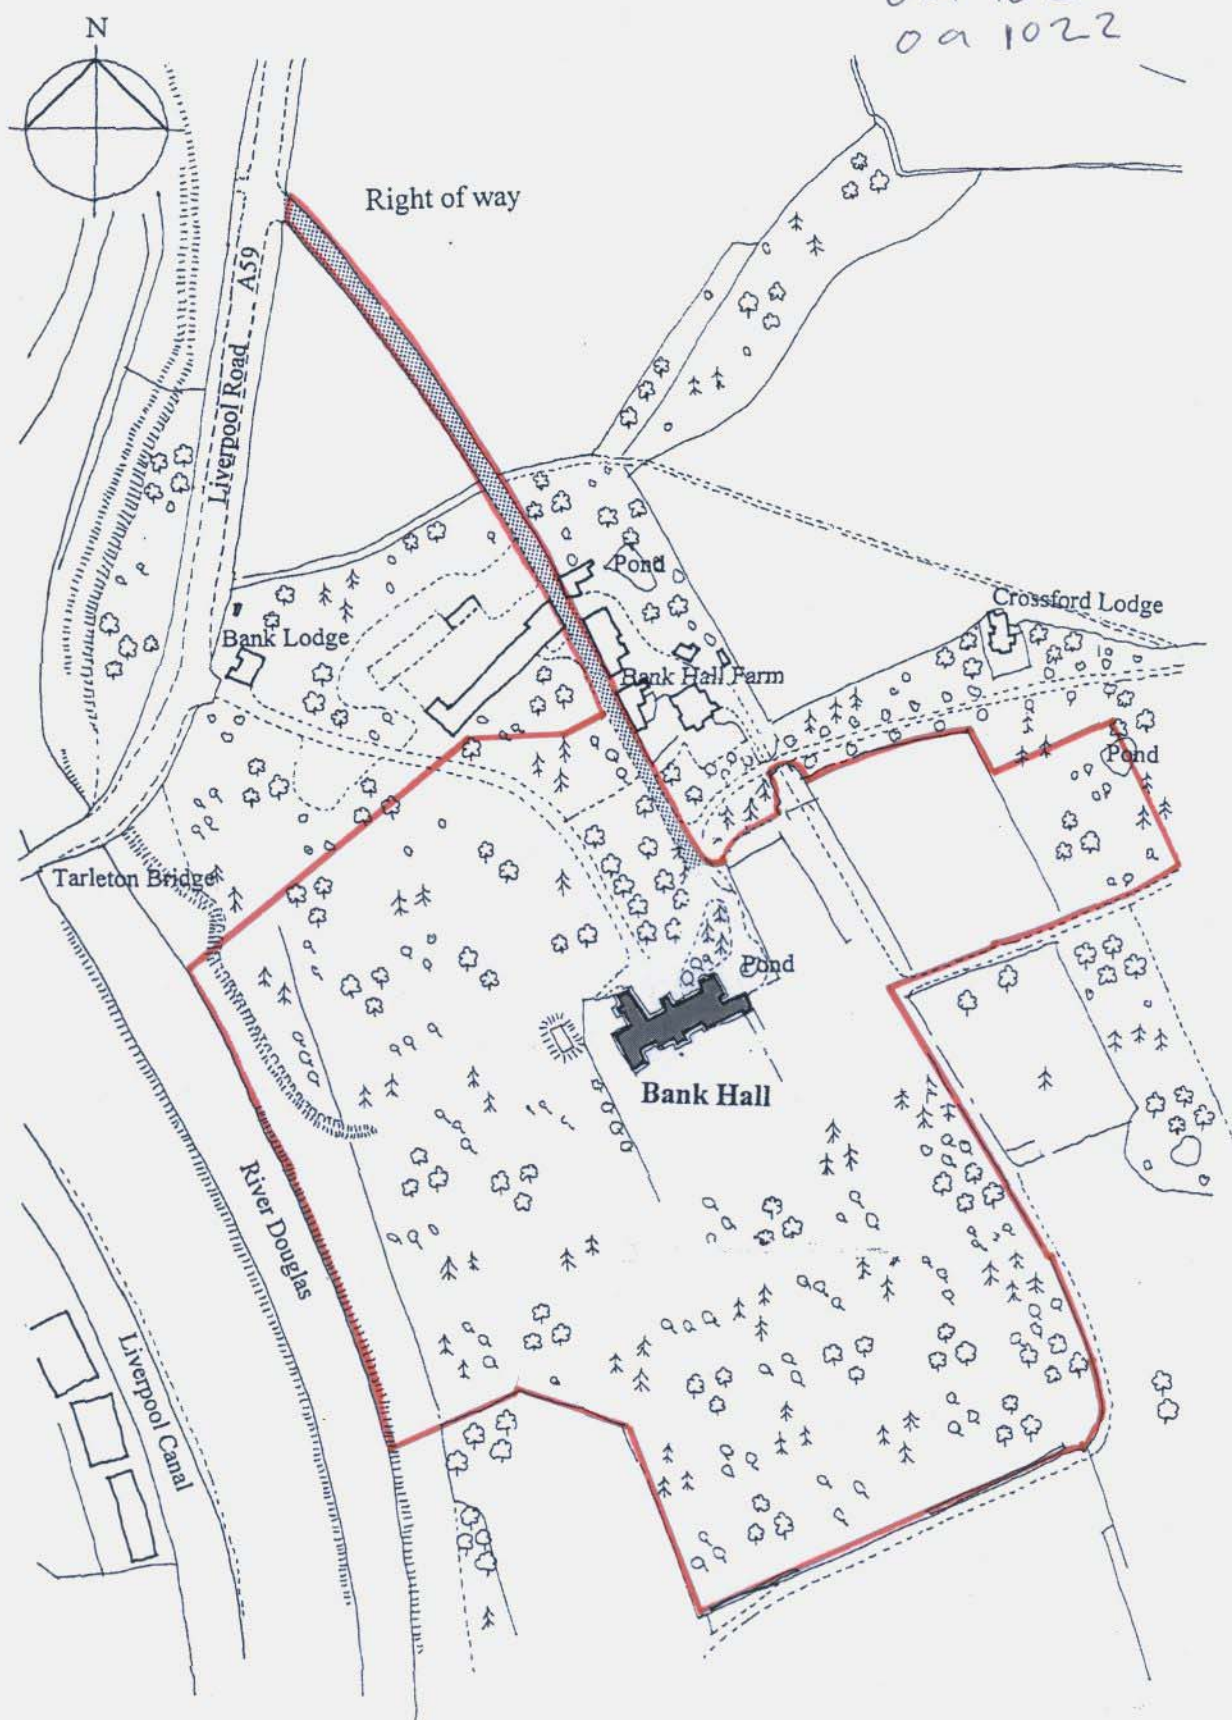 oa 1022
N
Right of way
Liverpool Road A59
Pond
Crossford Lodge
Bank Lodge
Bank Hall Farm
Pond
Tarleton Bridge
Pond
Bank Hall
River Douglas
Liverpool Canal